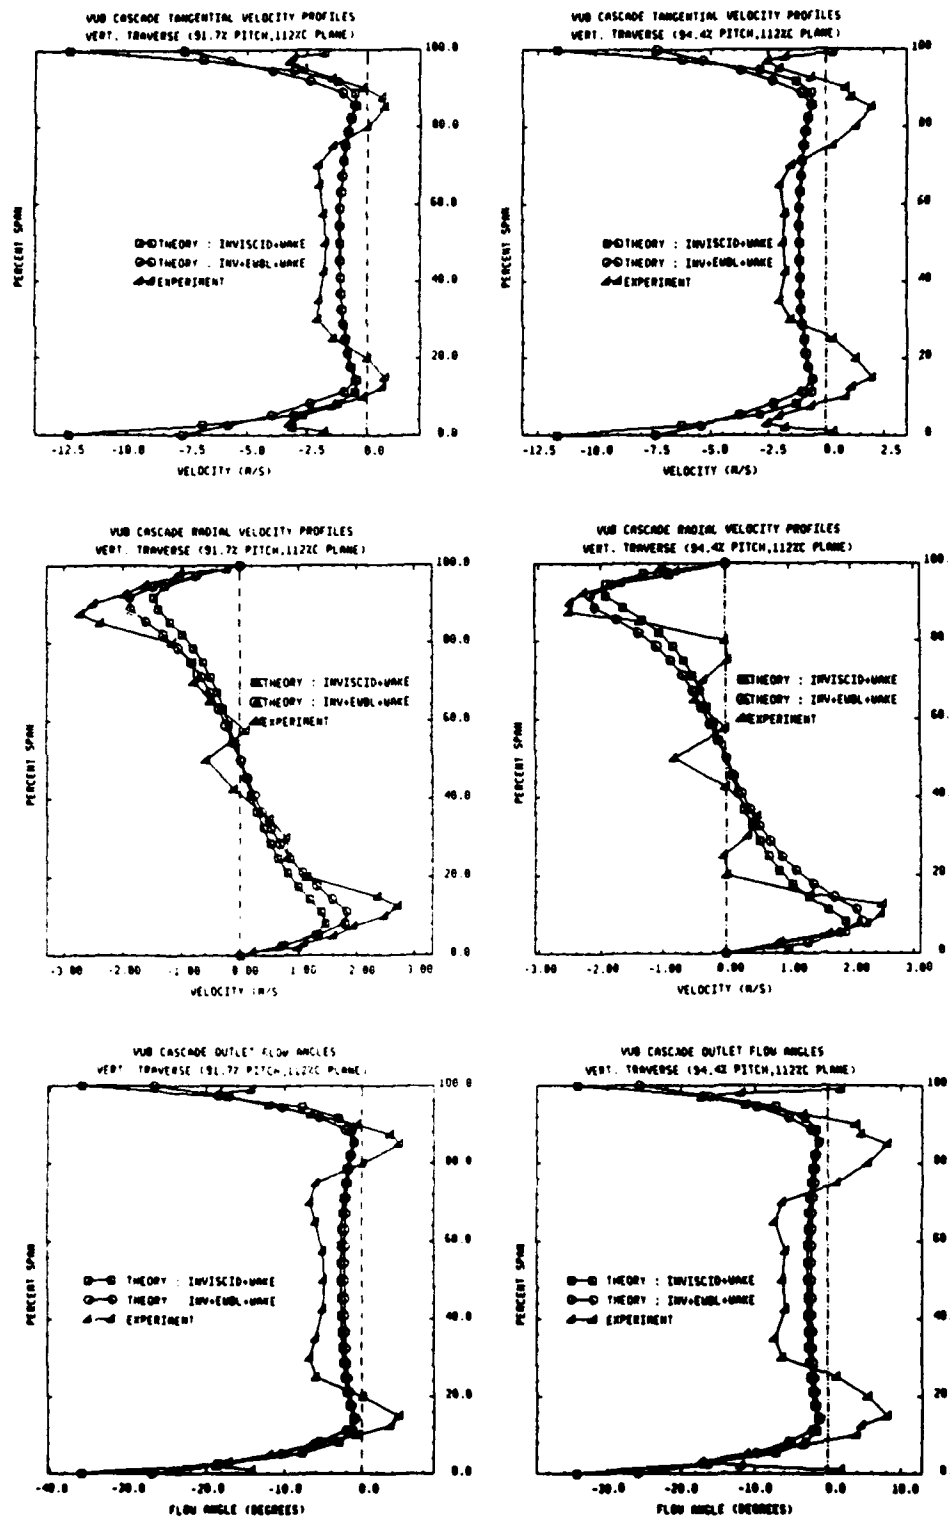 VUB CASCADE TANGENTIAL VELOCITY PROFILES
VERT. TRAVERSE (91.7% PITCH,112%C PLANE)
100.0
80.0
60.0
40.0
20.0
0.0
PERCENT SPAN
THEORY : INVISCID+WAKE
THEORY : INV+EWBL+WAKE
EXPERIMENT
-12.5 -10.0 -7.5 -5.0 -2.5 0.0
VELOCITY (M/S)
VUB CASCADE TANGENTIAL VELOCITY PROFILES
VERT. TRAVERSE (94.4% PITCH,112%C PLANE)
100.
80
60
40
20
0
PERCENT SPAN
THEORY : INVISCID+WAKE
THEORY : INV+EWBL+WAKE
EXPERIMENT
-12.5 -10.0 -7.5 -5.0 -2.5 0.0 2.5
VELOCITY (M/S)
VUB CASCADE RADIAL VELOCITY PROFILES
VERT. TRAVERSE (91.7% PITCH,112%C PLANE)
100.0
80.0
60.0
40.0
20.0
0.0
PERCENT SPAN
THEORY : INVISCID+WAKE
THEORY : INV+EWBL+WAKE
EXPERIMENT
-3.00 -1.00 0.00 1.00 3.00
VELOCITY (M/S
VUB CASCADE RADIAL VELOCITY PROFILES
VERT. TRAVERSE (94.4% PITCH,112%C PLANE)
100.
80
60
40
20
0
PERCENT SPAN
THEORY : INVISCID+WAKE
THEORY : INV+EWBL+WAKE
EXPERIMENT
-3.00 -1.00 0.00 1.00 2.00 3.00
VELOCITY (M/S)
VUB CASCADE OUTLET FLOW ANGLES
VERT. TRAVERSE (91.7% PITCH,112%C PLANE)
100.0
80.0
60.0
40.0
20.0
0.0
PERCENT SPAN
THEORY : INVISCID+WAKE
THEORY INV+EWBL+WAKE
EXPERIMENT
-40.0 -30.0 -20.0 -10.0 0.0
FLOW ANGLE (DEGREES)
VUB CASCADE OUTLET FLOW ANGLES
VERT. TRAVERSE (94.4% PITCH,112%C PLANE)
100
80
60
40
20
0
PERCENT SPAN
THEORY : INVISCID+WAKE
THEORY : INV+EWBL+WAKE
EXPERIMENT
-30.0 -20.0 -10.0 0.0 10.0
FLOW ANGLE (DEGREES)